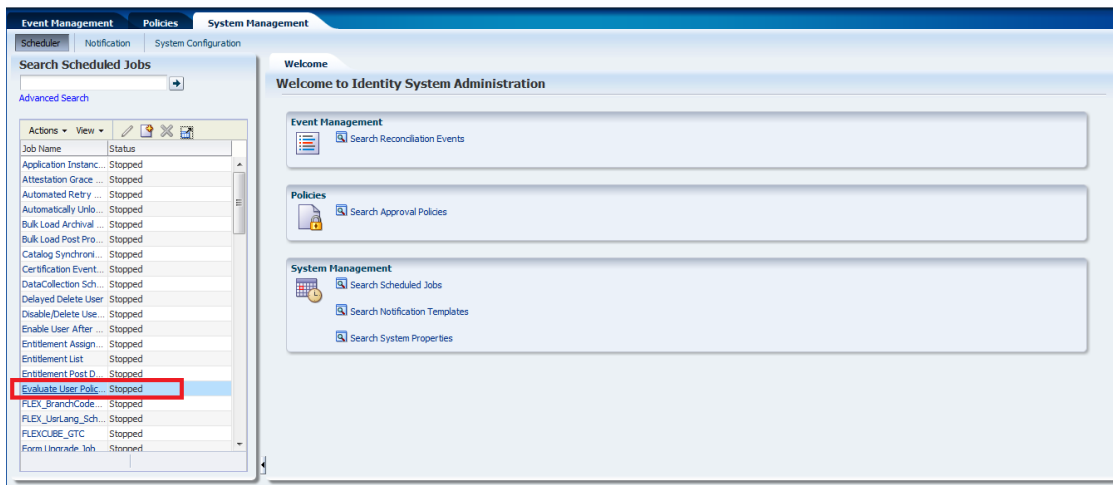 Event Management Policies System Management
Scheduler Notification System Configuration
Search Scheduled Jobs
Advanced Search
Actions View
Job Name Status
Application Instanc... Stopped
Attestation Grace ... Stopped
Automated Retry ... Stopped
Automatically Unlo... Stopped
Bulk Load Archival ... Stopped
Bulk Load Post Pro... Stopped
Catalog Synchroni... Stopped
Certification Event... Stopped
DataCollection Sch... Stopped
Delayed Delete User Stopped
Disable/Delete Use... Stopped
Enable User After ... Stopped
Entitlement Assign... Stopped
Entitlement List Stopped
Entitlement Post D... Stopped
Evaluate User Polic... Stopped
FLEX_BranchCode... Stopped
FLEX_UsrLang_Sch... Stopped
FLEXCUBE_GTC Stopped
Form Upgrade Job Stopped
Welcome
Welcome to Identity System Administration
Event Management
Search Reconciliation Events
Policies
Search Approval Policies
System Management
Search Scheduled Jobs
Search Notification Templates
Search System Properties